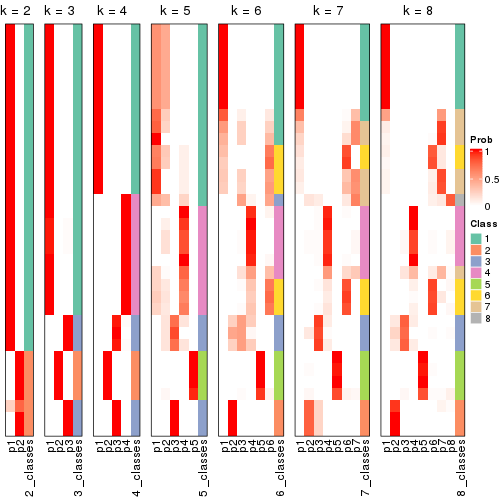 k = 2
k = 3
k = 4
k = 5
k = 6
k = 7
k = 8
p1
p2
2_classes
p1
p2
p3
3_classes
p1
p2
p3
p4
4_classes
p1
p2
p3
p4
p5
5_classes
p1
p2
p3
p4
p5
p6
6_classes
p1
p2
p3
p4
p5
p6
p7
7_classes
p1
p2
p3
p4
p5
p6
p7
p8
8_classes
Prob
1
0.5
0
Class
1
2
3
4
5
6
7
8